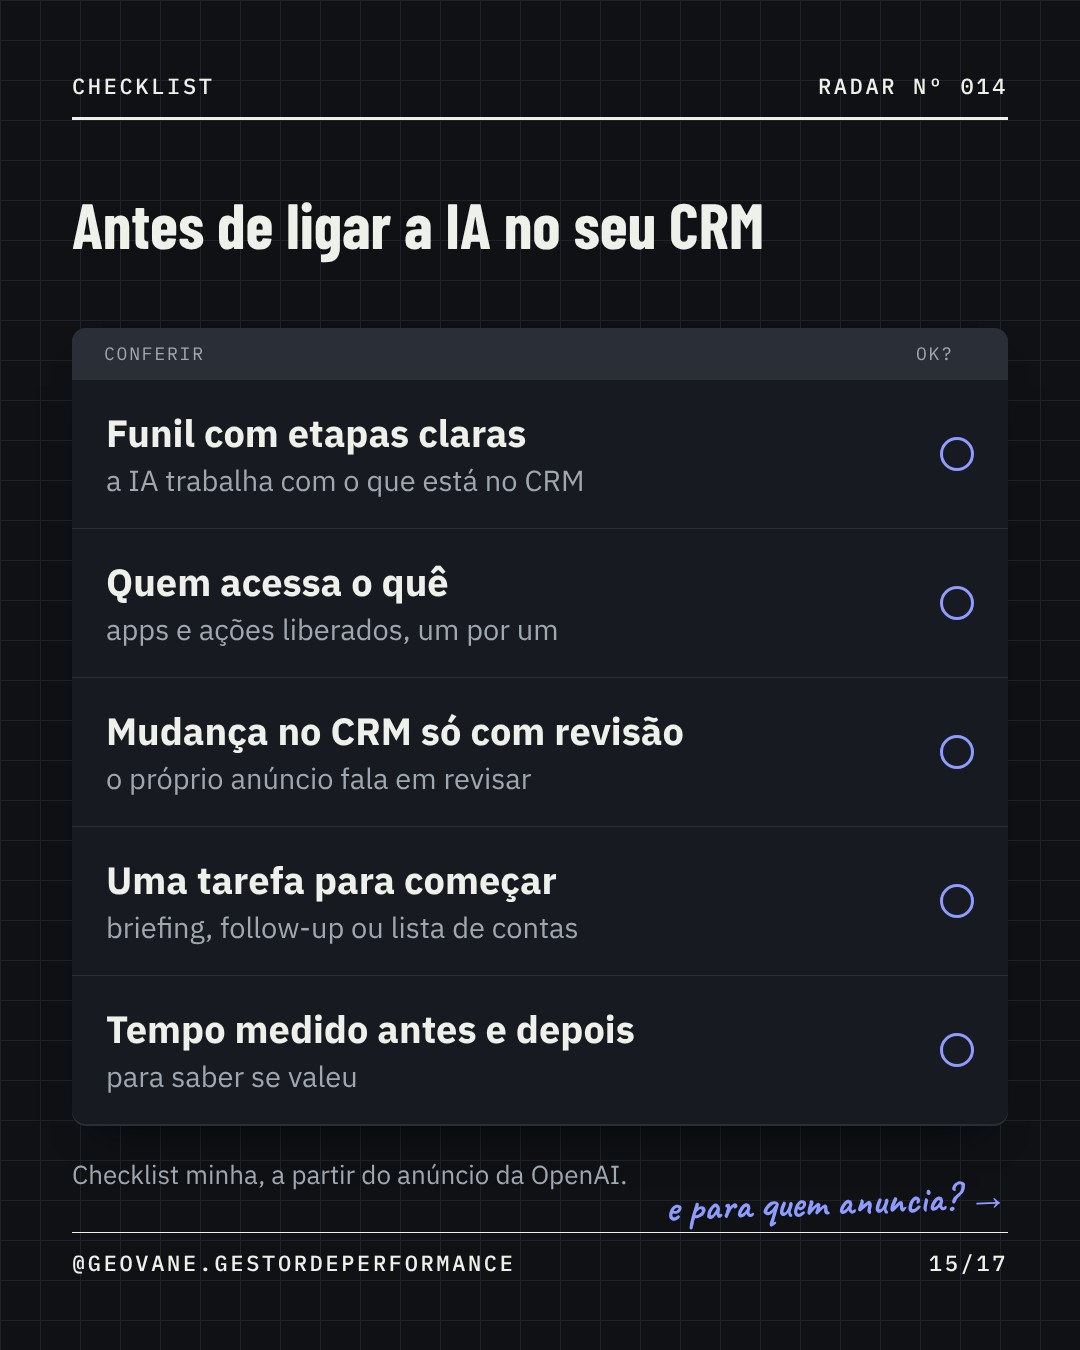 CHECKLIST
RADAR Nº 014
Antes de ligar a IA no seu CRM
CONFERIR
OK?
Funil com etapas claras
a IA trabalha com o que está no CRM
Quem acessa o quê
apps e ações liberados, um por um
Mudança no CRM só com revisão
o próprio anúncio fala em revisar
Uma tarefa para começar
briefing, follow-up ou lista de contas
Tempo medido antes e depois
para saber se valeu
Checklist minha, a partir do anúncio da OpenAI.
e para quem anuncia? →
@GEOVANE.GESTORDEPERFORMANCE
15/17